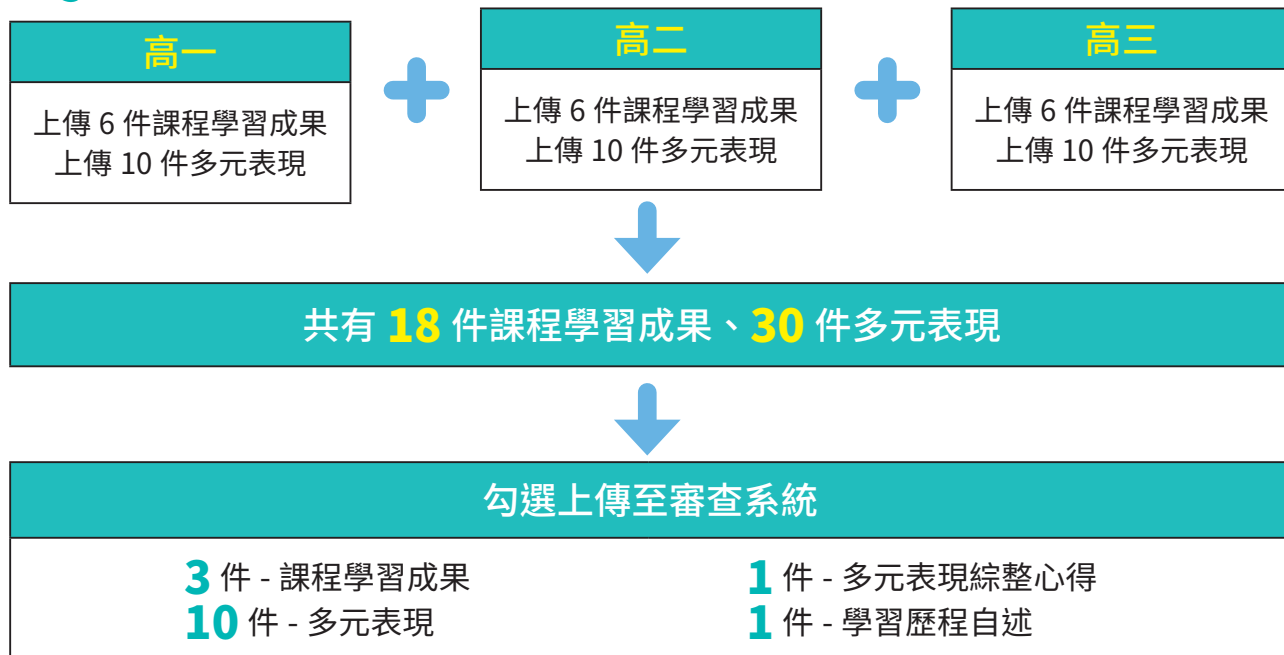 高一
上傳 6 件課程學習成果
上傳 10 件多元表現
高二
上傳 6 件課程學習成果
上傳 10 件多元表現
高三
上傳 6 件課程學習成果
上傳 10 件多元表現
共有 18 件課程學習成果、30 件多元表現
勾選上傳至審查系統
3 件 - 課程學習成果
10 件 - 多元表現
1 件 - 多元表現綜整心得
1 件 - 學習歷程自述